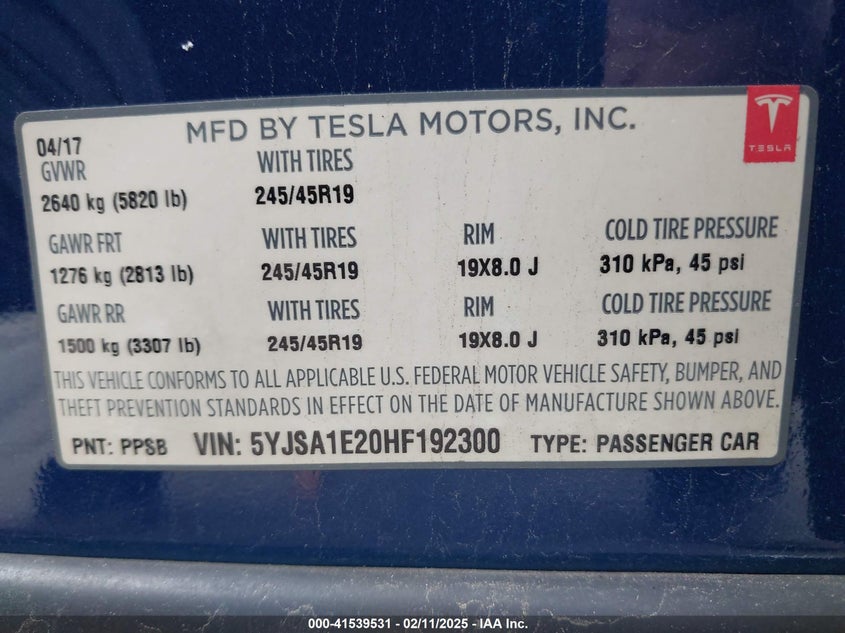 MFD BY TESLA MOTORS, INC.
TESLA
04/17
GVWR WITH TIRES
2640 kg (5820 lb) 245/45R19
GAWR FRT WITH TIRES RIM COLD TIRE PRESSURE
1276 kg (2813 lb) 245/45R19 19X8.0 J 310 kPa, 45 psi
GAWR RR WITH TIRES RIM COLD TIRE PRESSURE
1500 kg (3307 lb) 245/45R19 19X8.0 J 310 kPa, 45 psi
THIS VEHICLE CONFORMS TO ALL APPLICABLE U.S. FEDERAL MOTOR VEHICLE SAFETY, BUMPER, AND
THEFT PREVENTION STANDARDS IN EFFECT ON THE DATE OF MANUFACTURE SHOWN ABOVE.
PNT: PPSB VIN: 5YJSA1E20HF192300 TYPE: PASSENGER CAR
000-41539531 - 02/11/2025 - IAA Inc.